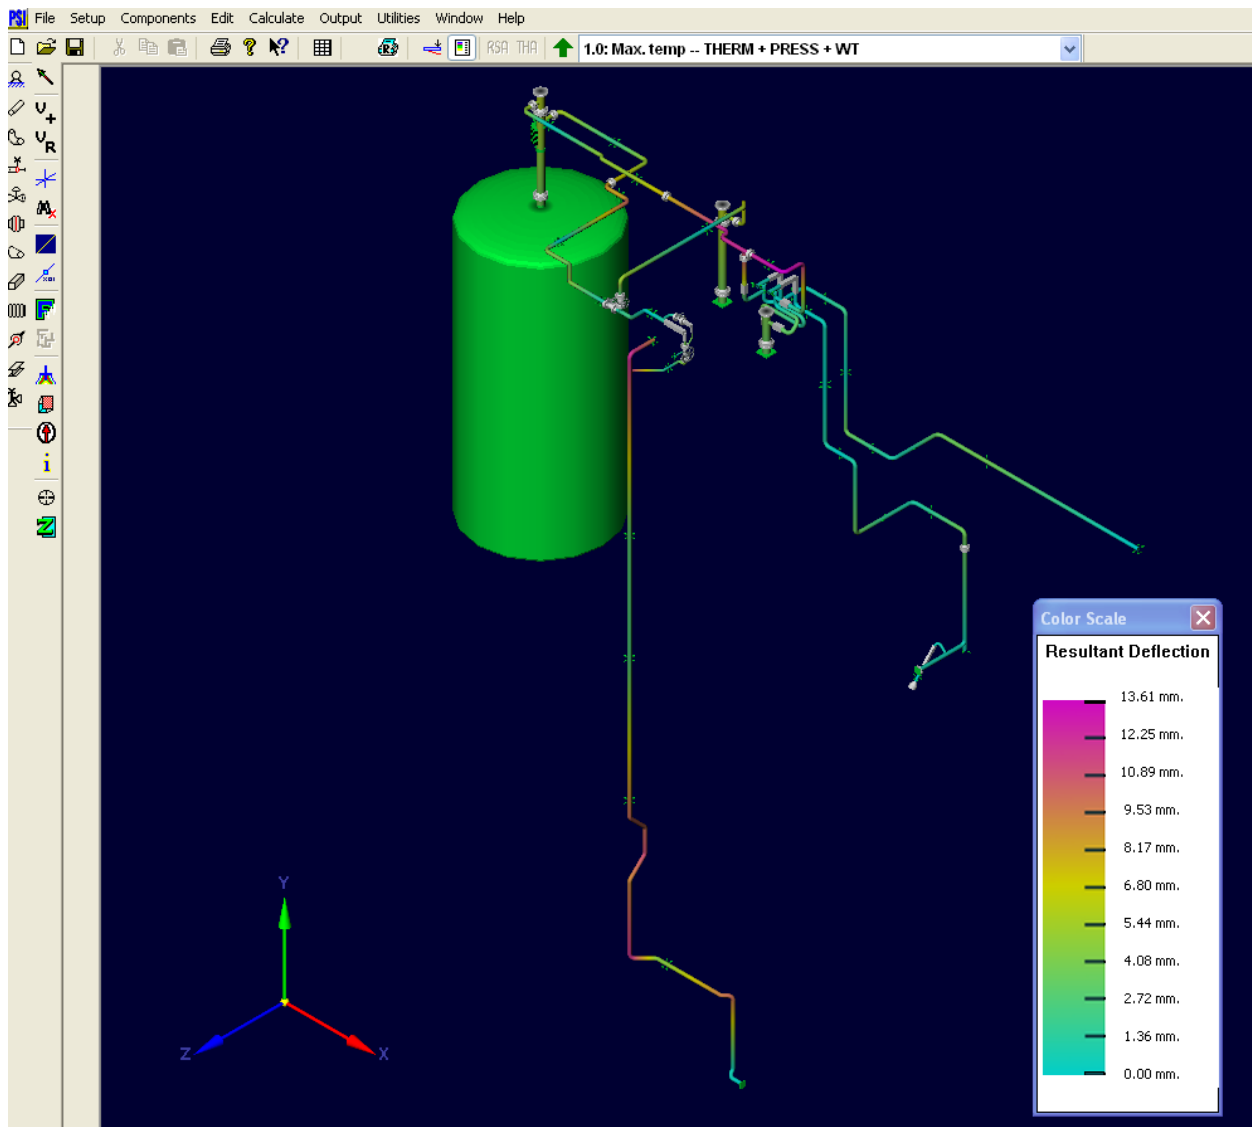 PSI File Setup Components Edit Calculate Output Utilities Window Help
RSA THA 1.0: Max. temp -- THERM + PRESS + WT
V+
VR
F
i
Z
Color Scale
Resultant Deflection
13.61 mm.
12.25 mm.
10.89 mm.
9.53 mm.
8.17 mm.
6.80 mm.
5.44 mm.
4.08 mm.
2.72 mm.
1.36 mm.
0.00 mm.
Y
Z
X